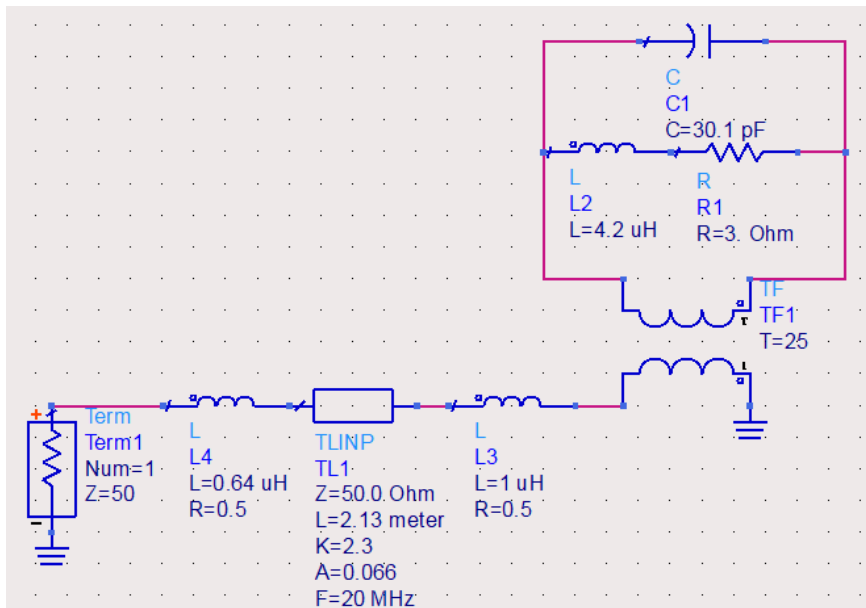 C
C1
C=30.1 pF
L
L2
L=4.2 uH
R
R1
R=3. Ohm
TF
TF1
T=25
T
1
+
Term
Term1
Num=1
Z=50
-
L
L4
L=0.64 uH
R=0.5
TLINP
TL1
Z=50.0 Ohm
L=2.13 meter
K=2.3
A=0.066
F=20 MHz
L
L3
L=1 uH
R=0.5